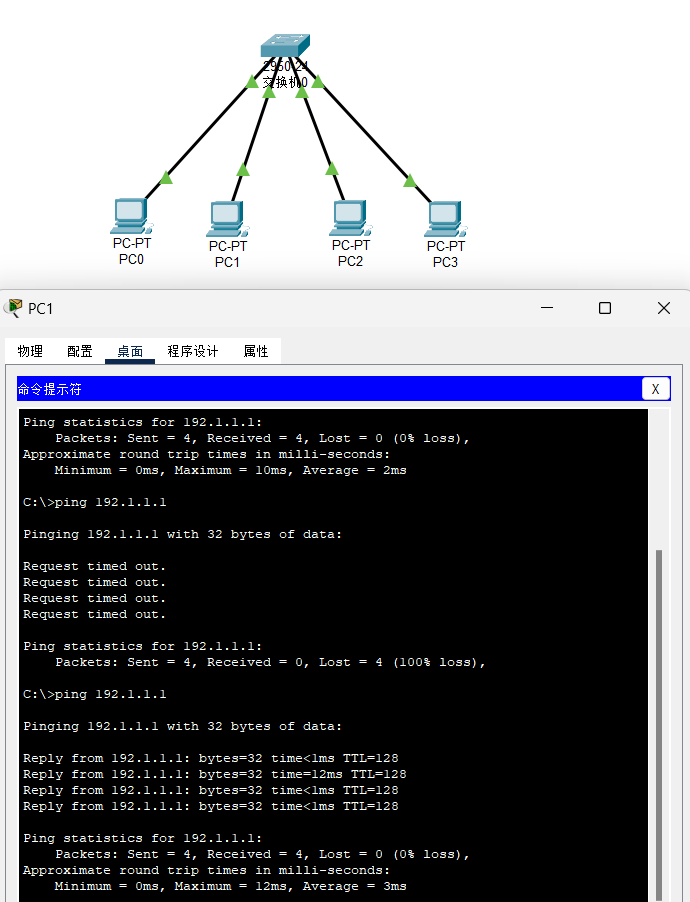 2950-24
交换机0
PC-PT
PC0
PC-PT
PC1
PC-PT
PC2
PC-PT
PC3
PC1
物理 配置 桌面 程序设计 属性
命令提示符 X
Ping statistics for 192.1.1.1:
Packets: Sent = 4, Received = 4, Lost = 0 (0% loss),
Approximate round trip times in milli-seconds:
Minimum = 0ms, Maximum = 10ms, Average = 2ms
C:\>ping 192.1.1.1
Pinging 192.1.1.1 with 32 bytes of data:
Request timed out.
Request timed out.
Request timed out.
Request timed out.
Ping statistics for 192.1.1.1:
Packets: Sent = 4, Received = 0, Lost = 4 (100% loss),
C:\>ping 192.1.1.1
Pinging 192.1.1.1 with 32 bytes of data:
Reply from 192.1.1.1: bytes=32 time<1ms TTL=128
Reply from 192.1.1.1: bytes=32 time=12ms TTL=128
Reply from 192.1.1.1: bytes=32 time<1ms TTL=128
Reply from 192.1.1.1: bytes=32 time<1ms TTL=128
Ping statistics for 192.1.1.1:
Packets: Sent = 4, Received = 4, Lost = 0 (0% loss),
Approximate round trip times in milli-seconds:
Minimum = 0ms, Maximum = 12ms, Average = 3ms